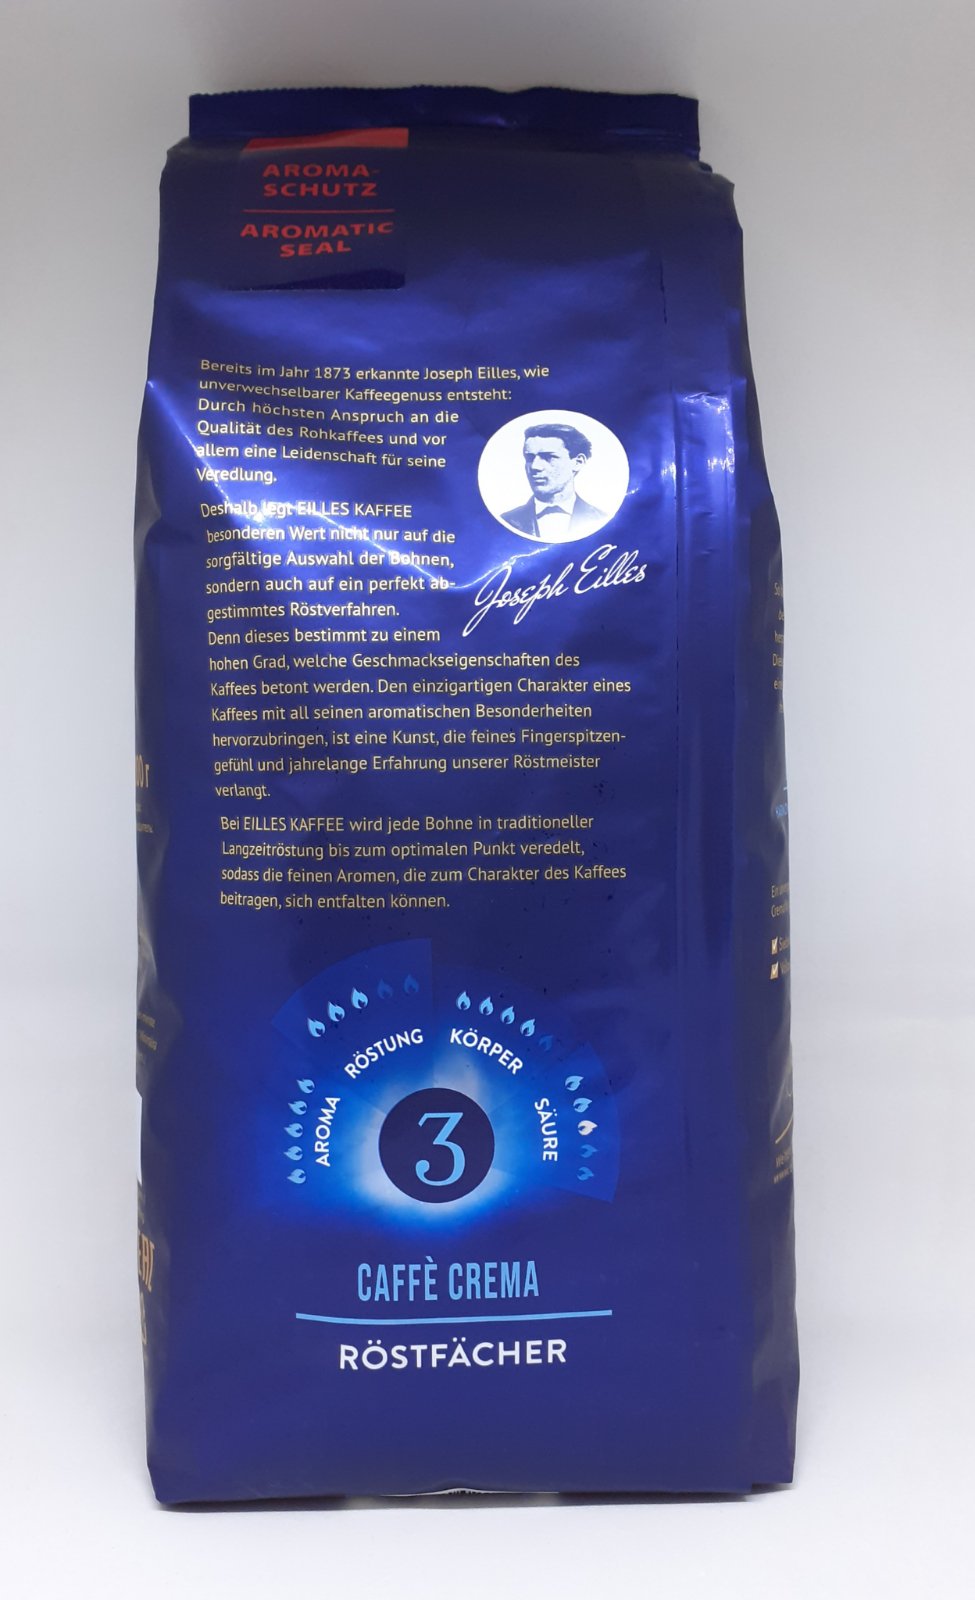 AROMA-
SCHUTZ
AROMATIC
SEAL
Bereits im Jahr 1873 erkannte Joseph Eilles, wie
unverwechselbarer Kaffeegenuss entsteht:
Durch höchsten Anspruch an die
Qualität des Rohkaffees und vor
allem eine Leidenschaft für seine
Veredlung.
Deshalb legt EILLES KAFFEE
besonderen Wert nicht nur auf die
sorgfältige Auswahl der Bohnen,
sondern auch auf ein perfekt ab-
gestimmtes Röstverfahren.
Joseph Eilles
Denn dieses bestimmt zu einem
hohen Grad, welche Geschmackseigenschaften des
Kaffees betont werden. Den einzigartigen Charakter eines
Kaffees mit all seinen aromatischen Besonderheiten
hervorzubringen, ist eine Kunst, die feines Fingerspitzen-
gefühl und jahrelange Erfahrung unserer Röstmeister
verlangt.
Bei EILLES KAFFEE wird jede Bohne in traditioneller
Langzeitröstung bis zum optimalen Punkt veredelt,
sodass die feinen Aromen, die zum Charakter des Kaffees
beitragen, sich entfalten können.
AROMA
RÖSTUNG
KÖRPER
SÄURE
3
CAFFÈ CREMA
RÖSTFÄCHER